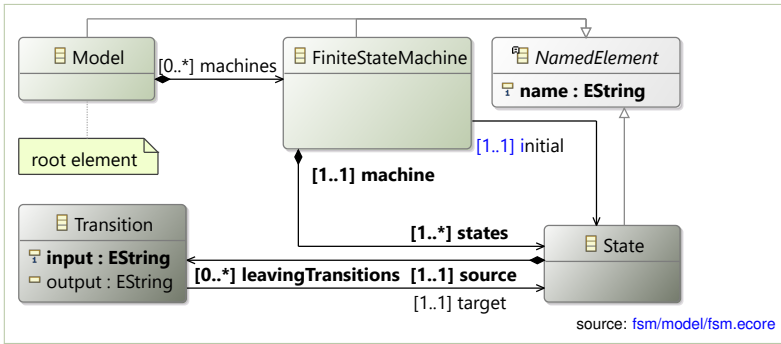 Model
[0..*] machines
FiniteStateMachine
NamedElement
name : EString
root element
[1..1] initial
[1..1] machine
Transition
input : EString
output : EString
[1..*] states
State
[0..*] leavingTransitions
[1..1] source
[1..1] target
source: fsm/model/fsm.ecore